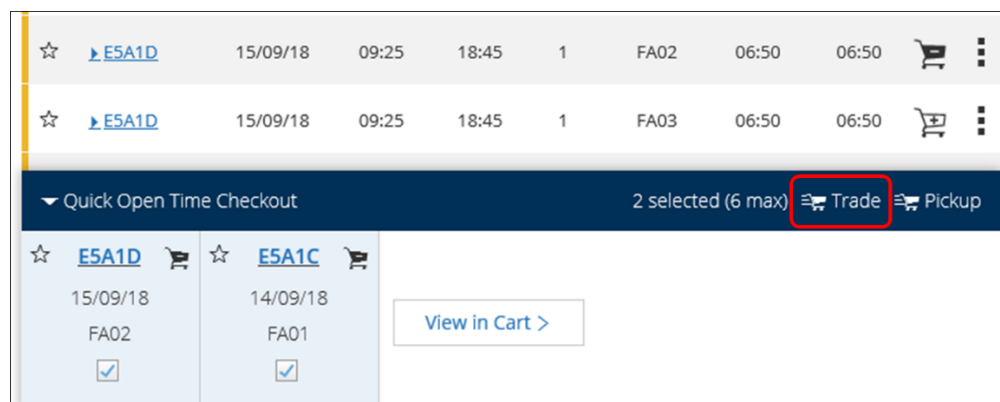 E5A1D 15/09/18 09:25 18:45 1 FA02 06:50 06:50
E5A1D 15/09/18 09:25 18:45 1 FA03 06:50 06:50
Quick Open Time Checkout 2 selected (6 max) Trade Pickup
E5A1D E5A1C
15/09/18 14/09/18
FA02 FA01
View in Cart >